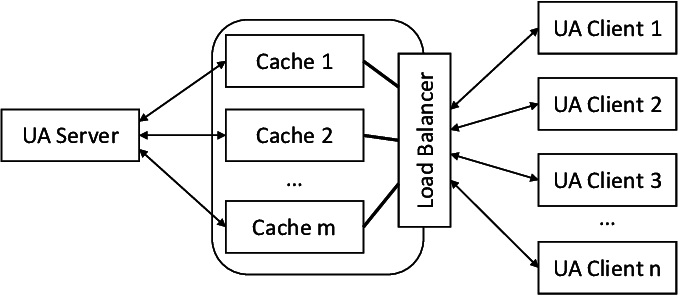 UA Server
Cache 1
Cache 2
...
Cache m
Load Balancer
UA Client 1
UA Client 2
UA Client 3
...
UA Client n